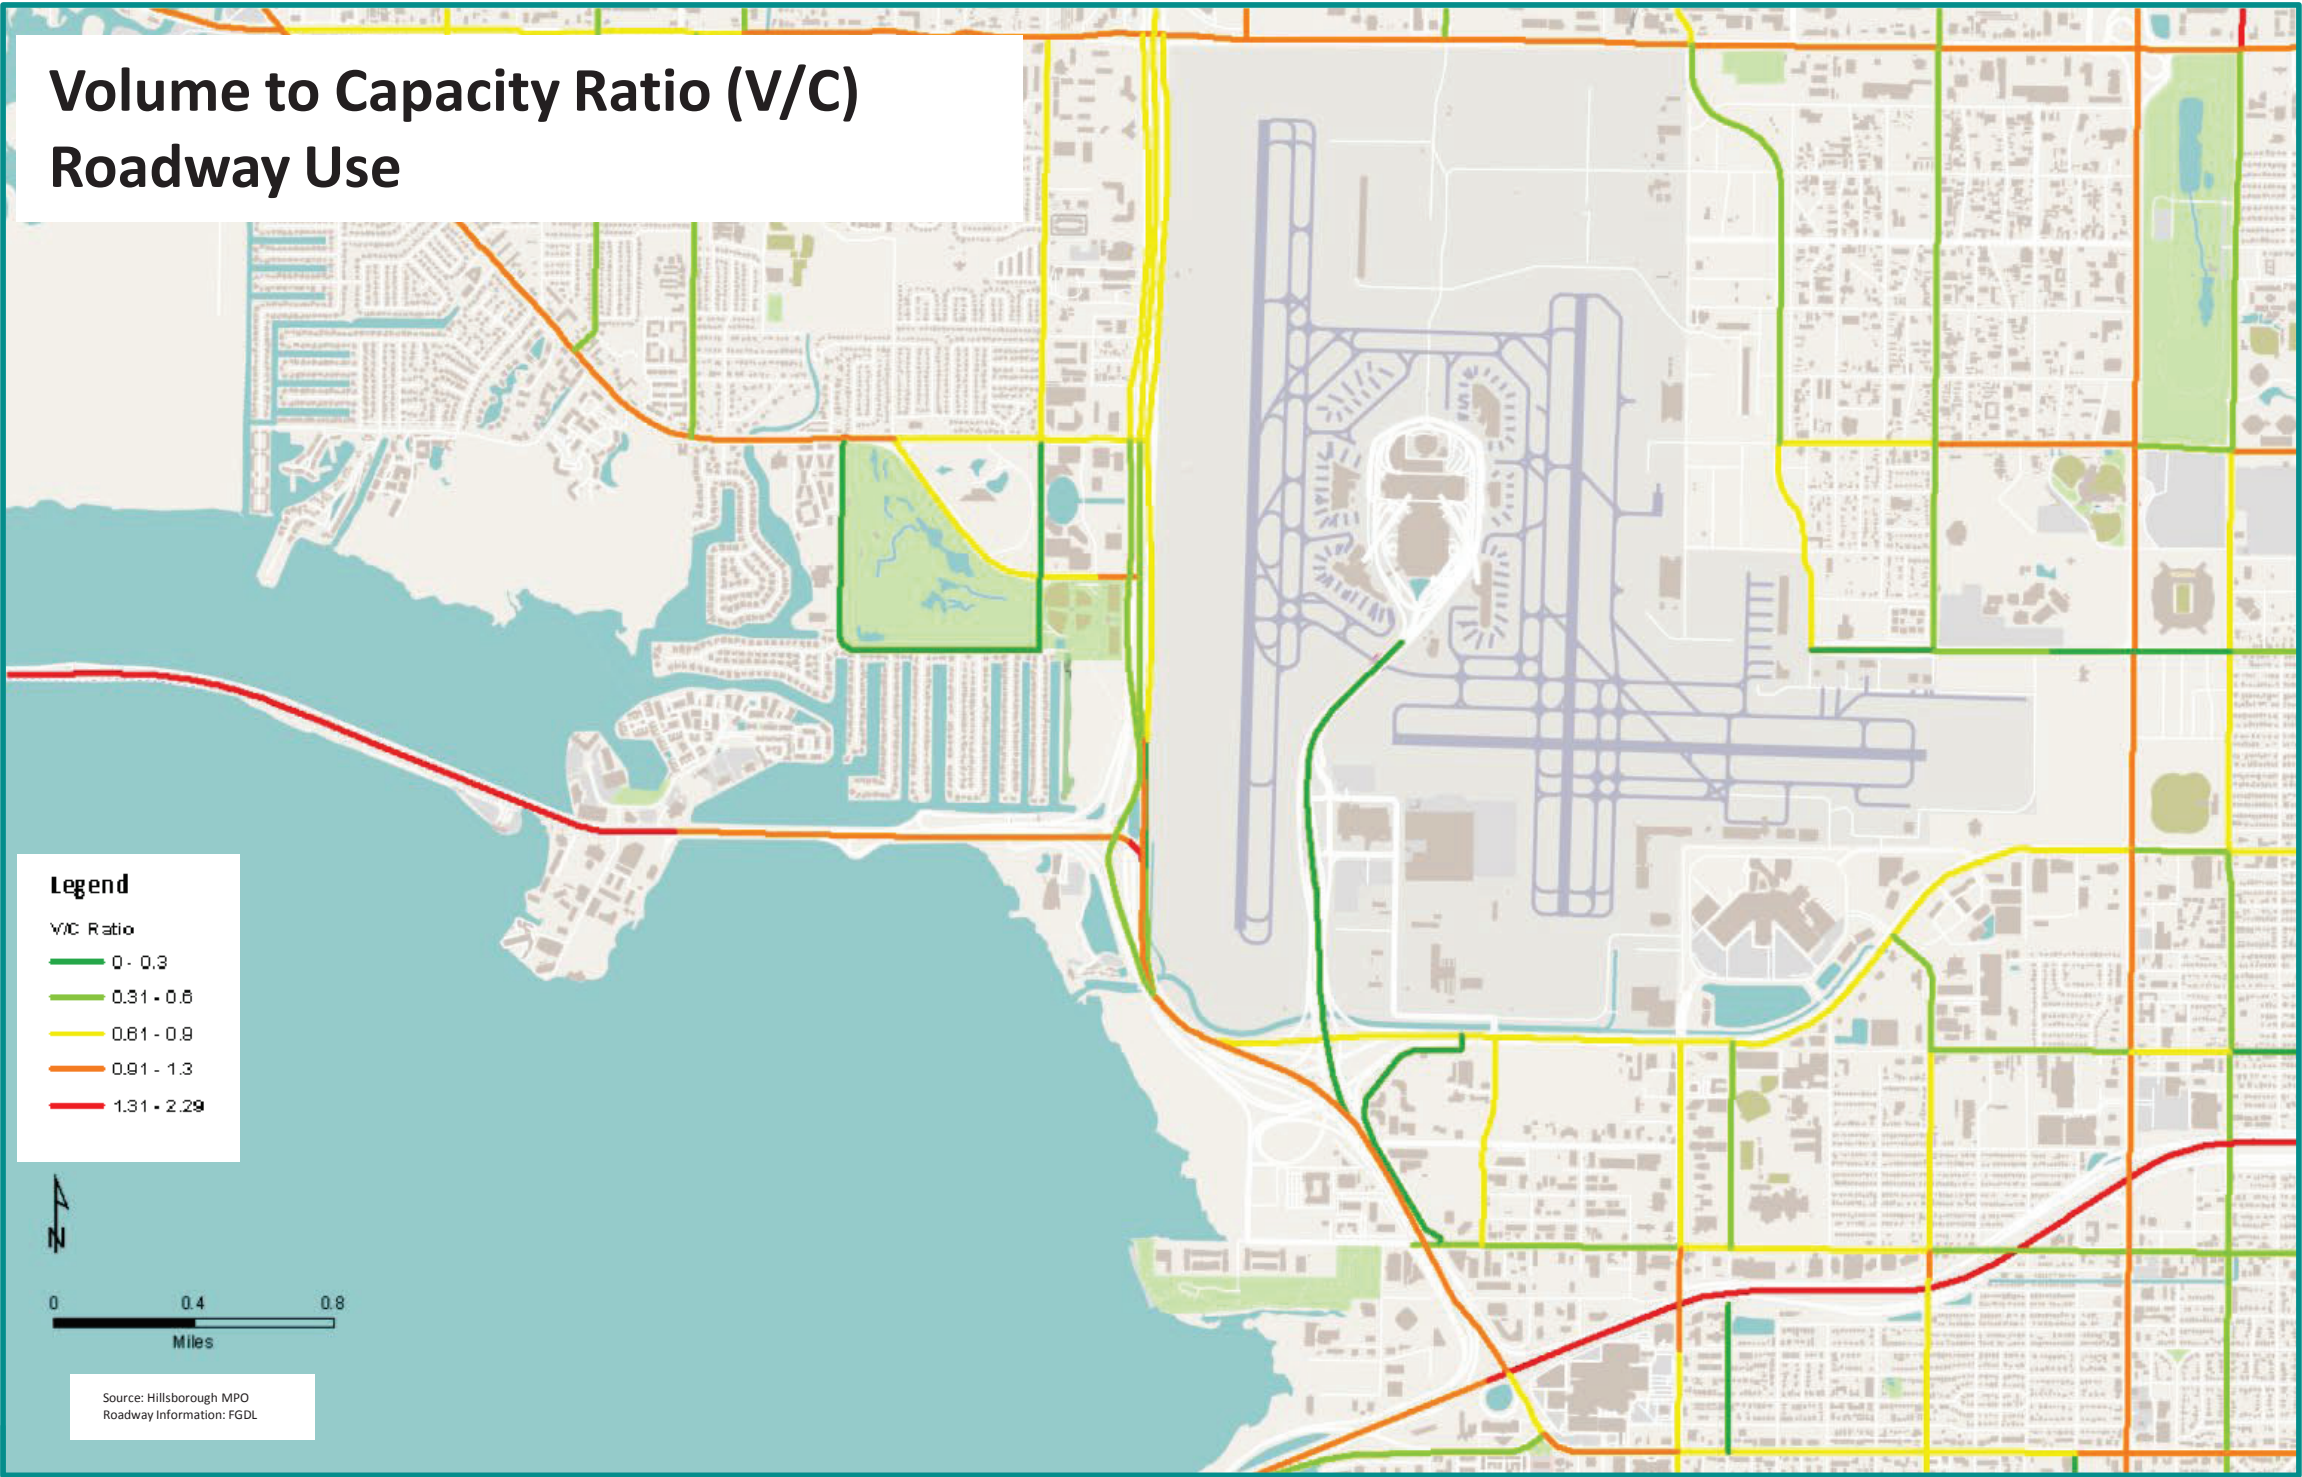 Volume to Capacity Ratio (V/C)
Roadway Use
Legend
V/C Ratio
0 - 0.3
0.31 - 0.6
0.61 - 0.9
0.91 - 1.3
1.31 - 2.29
N
0 0.4 0.8
Miles
Source: Hillsborough MPO
Roadway Information: FGDL